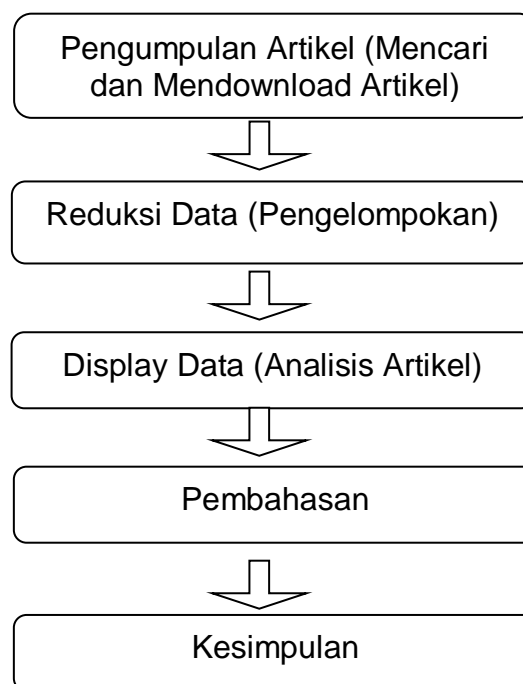 Pengumpulan Artikel (Mencari
dan Mendownload Artikel)
Reduksi Data (Pengelompokan)
Display Data (Analisis Artikel)
Pembahasan
Kesimpulan